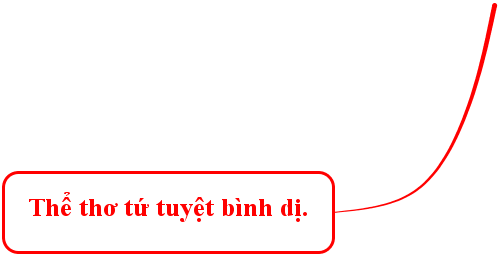 Thể thơ tứ tuyệt bình dị.